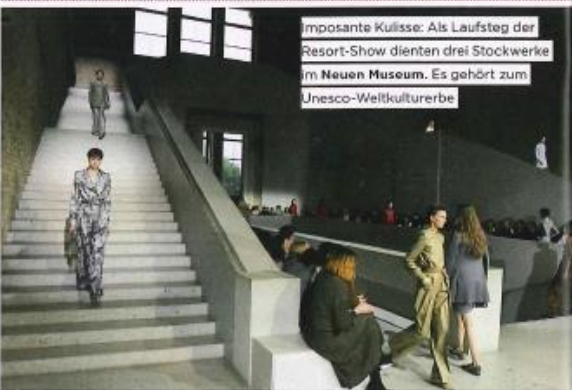 Imposante Kulisse: Als Laufsteg der
Resort-Show dienten drei Stockwerke
im Neuen Museum. Es gehört zum
Unesco-Weltkulturerbe